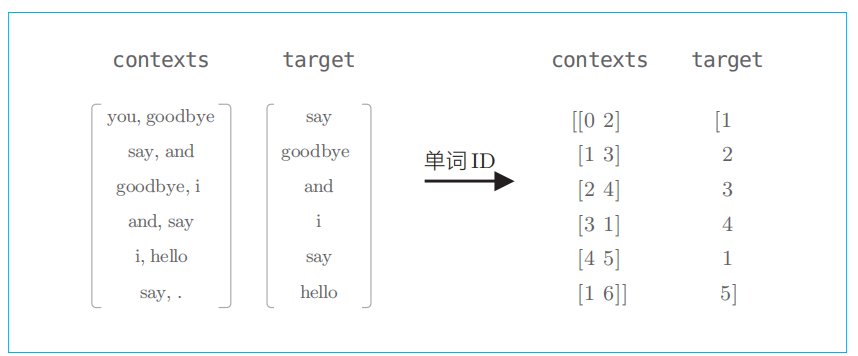 contexts target contexts target
you, goodbye say [[0 2] [1
say, and goodbye [1 3] 2
单词 ID
goodbye, i and [2 4] 3
and, say i [3 1] 4
i, hello say [4 5] 1
say, . hello [1 6]] 5]